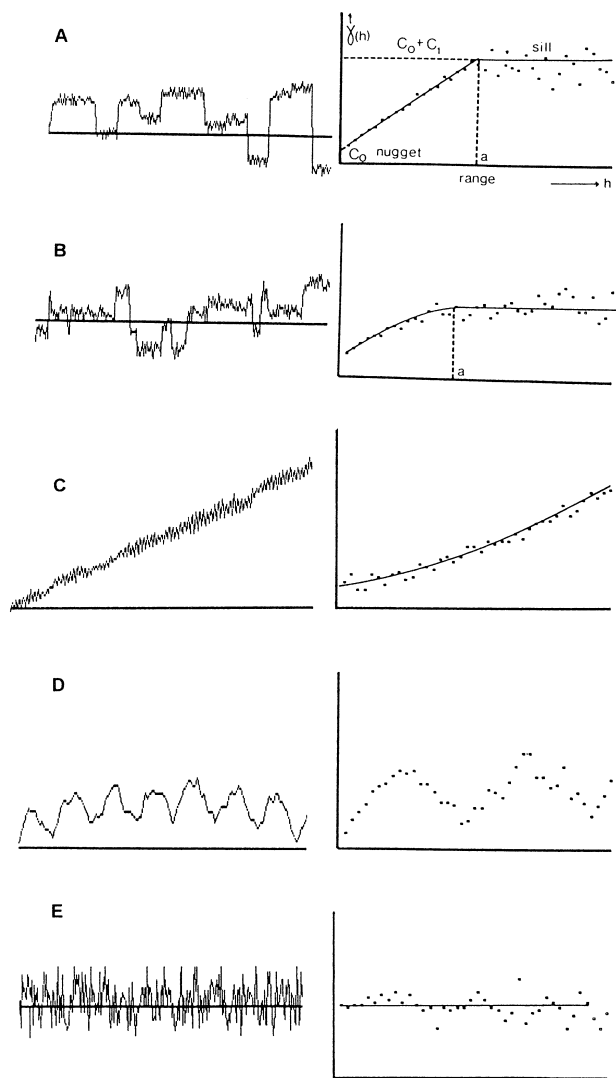 A
γ(h)
C₀ + C₁
sill
C₀ nugget
a
range
h
B
a
C
D
E